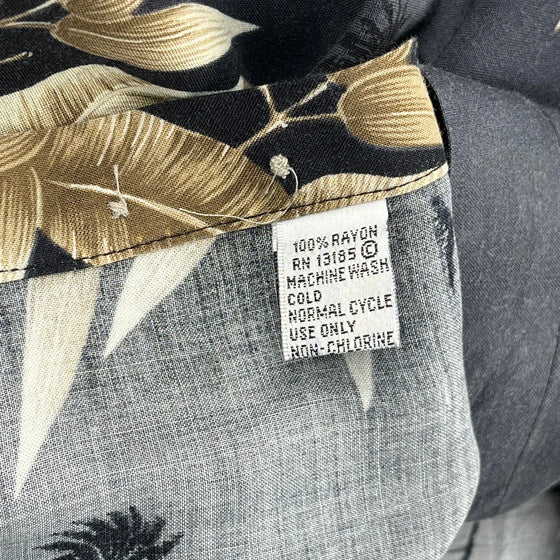 100% RAYON
RN 13185 ©
MACHINE WASH
COLD
NORMAL CYCLE
USE ONLY
NON-CHLORINE